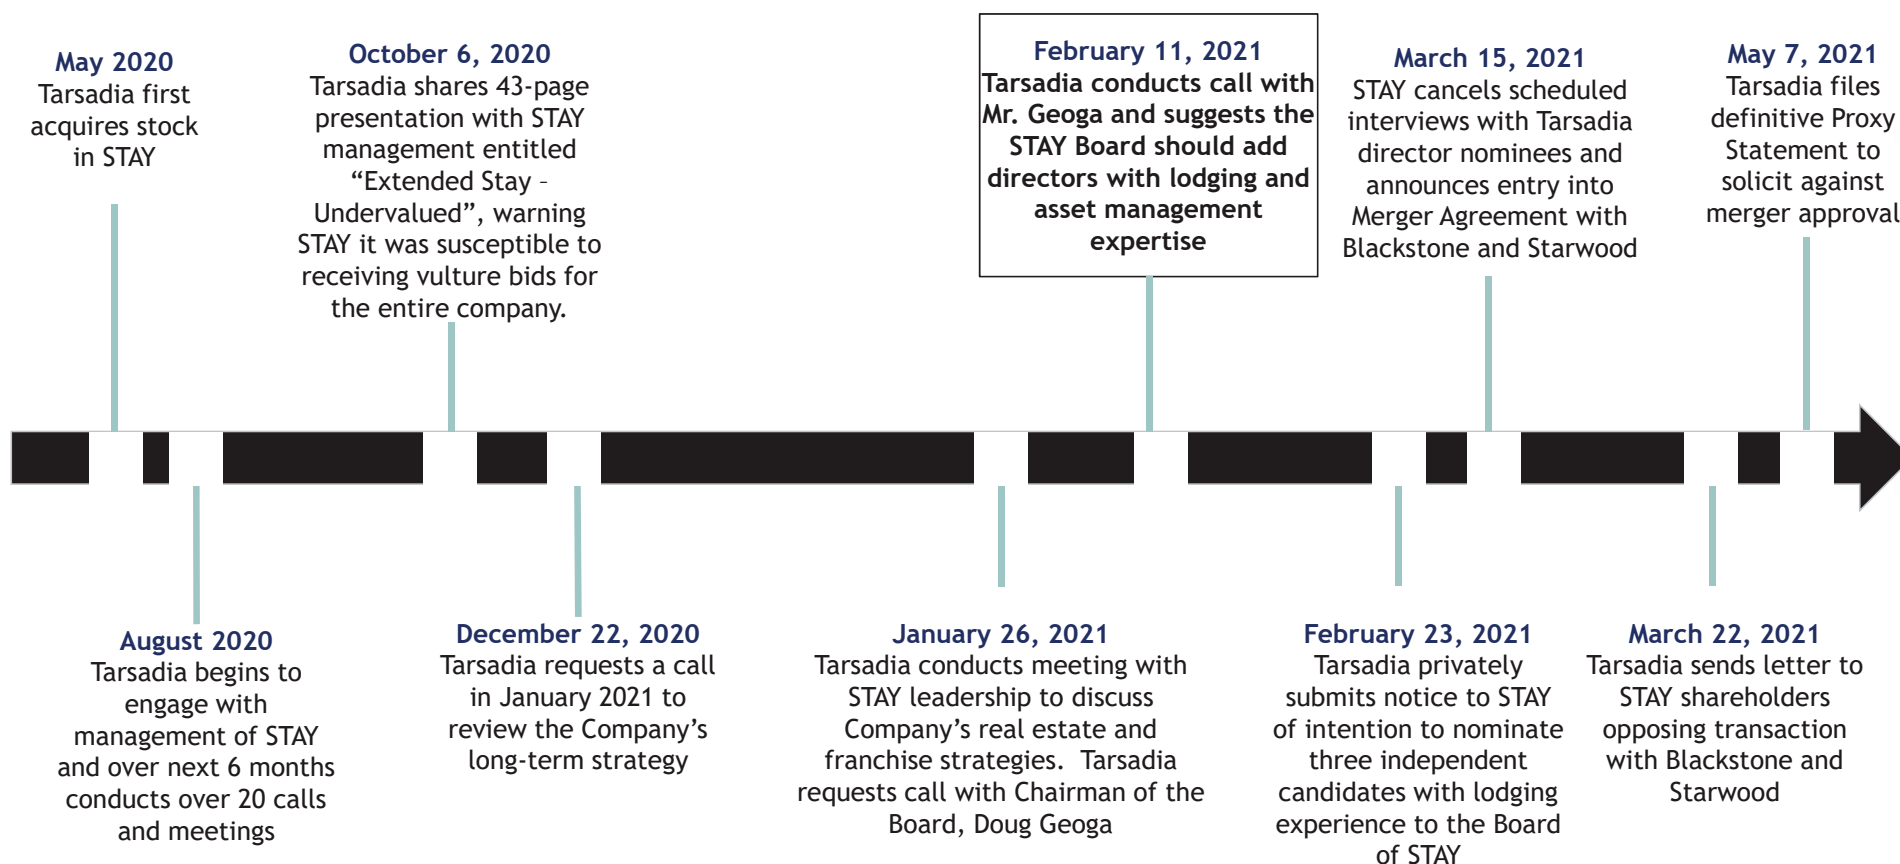 May 2020
Tarsadia first
acquires stock
in STAY
October 6, 2020
Tarsadia shares 43-page
presentation with STAY
management entitled
“Extended Stay –
Undervalued”, warning
STAY it was susceptible to
receiving vulture bids for
the entire company.
February 11, 2021
Tarsadia conducts call with
Mr. Geoga and suggests the
STAY Board should add
directors with lodging and
asset management
expertise
March 15, 2021
STAY cancels scheduled
interviews with Tarsadia
director nominees and
announces entry into
Merger Agreement with
Blackstone and Starwood
May 7, 2021
Tarsadia files
definitive Proxy
Statement to
solicit against
merger approval
August 2020
Tarsadia begins to
engage with
management of STAY
and over next 6 months
conducts over 20 calls
and meetings
December 22, 2020
Tarsadia requests a call
in January 2021 to
review the Company’s
long-term strategy
January 26, 2021
Tarsadia conducts meeting with
STAY leadership to discuss
Company’s real estate and
franchise strategies.  Tarsadia
requests call with Chairman of the
Board, Doug Geoga
February 23, 2021
Tarsadia privately
submits notice to STAY
of intention to nominate
three independent
candidates with lodging
experience to the Board
of STAY
March 22, 2021
Tarsadia sends letter to
STAY shareholders
opposing transaction
with Blackstone and
Starwood